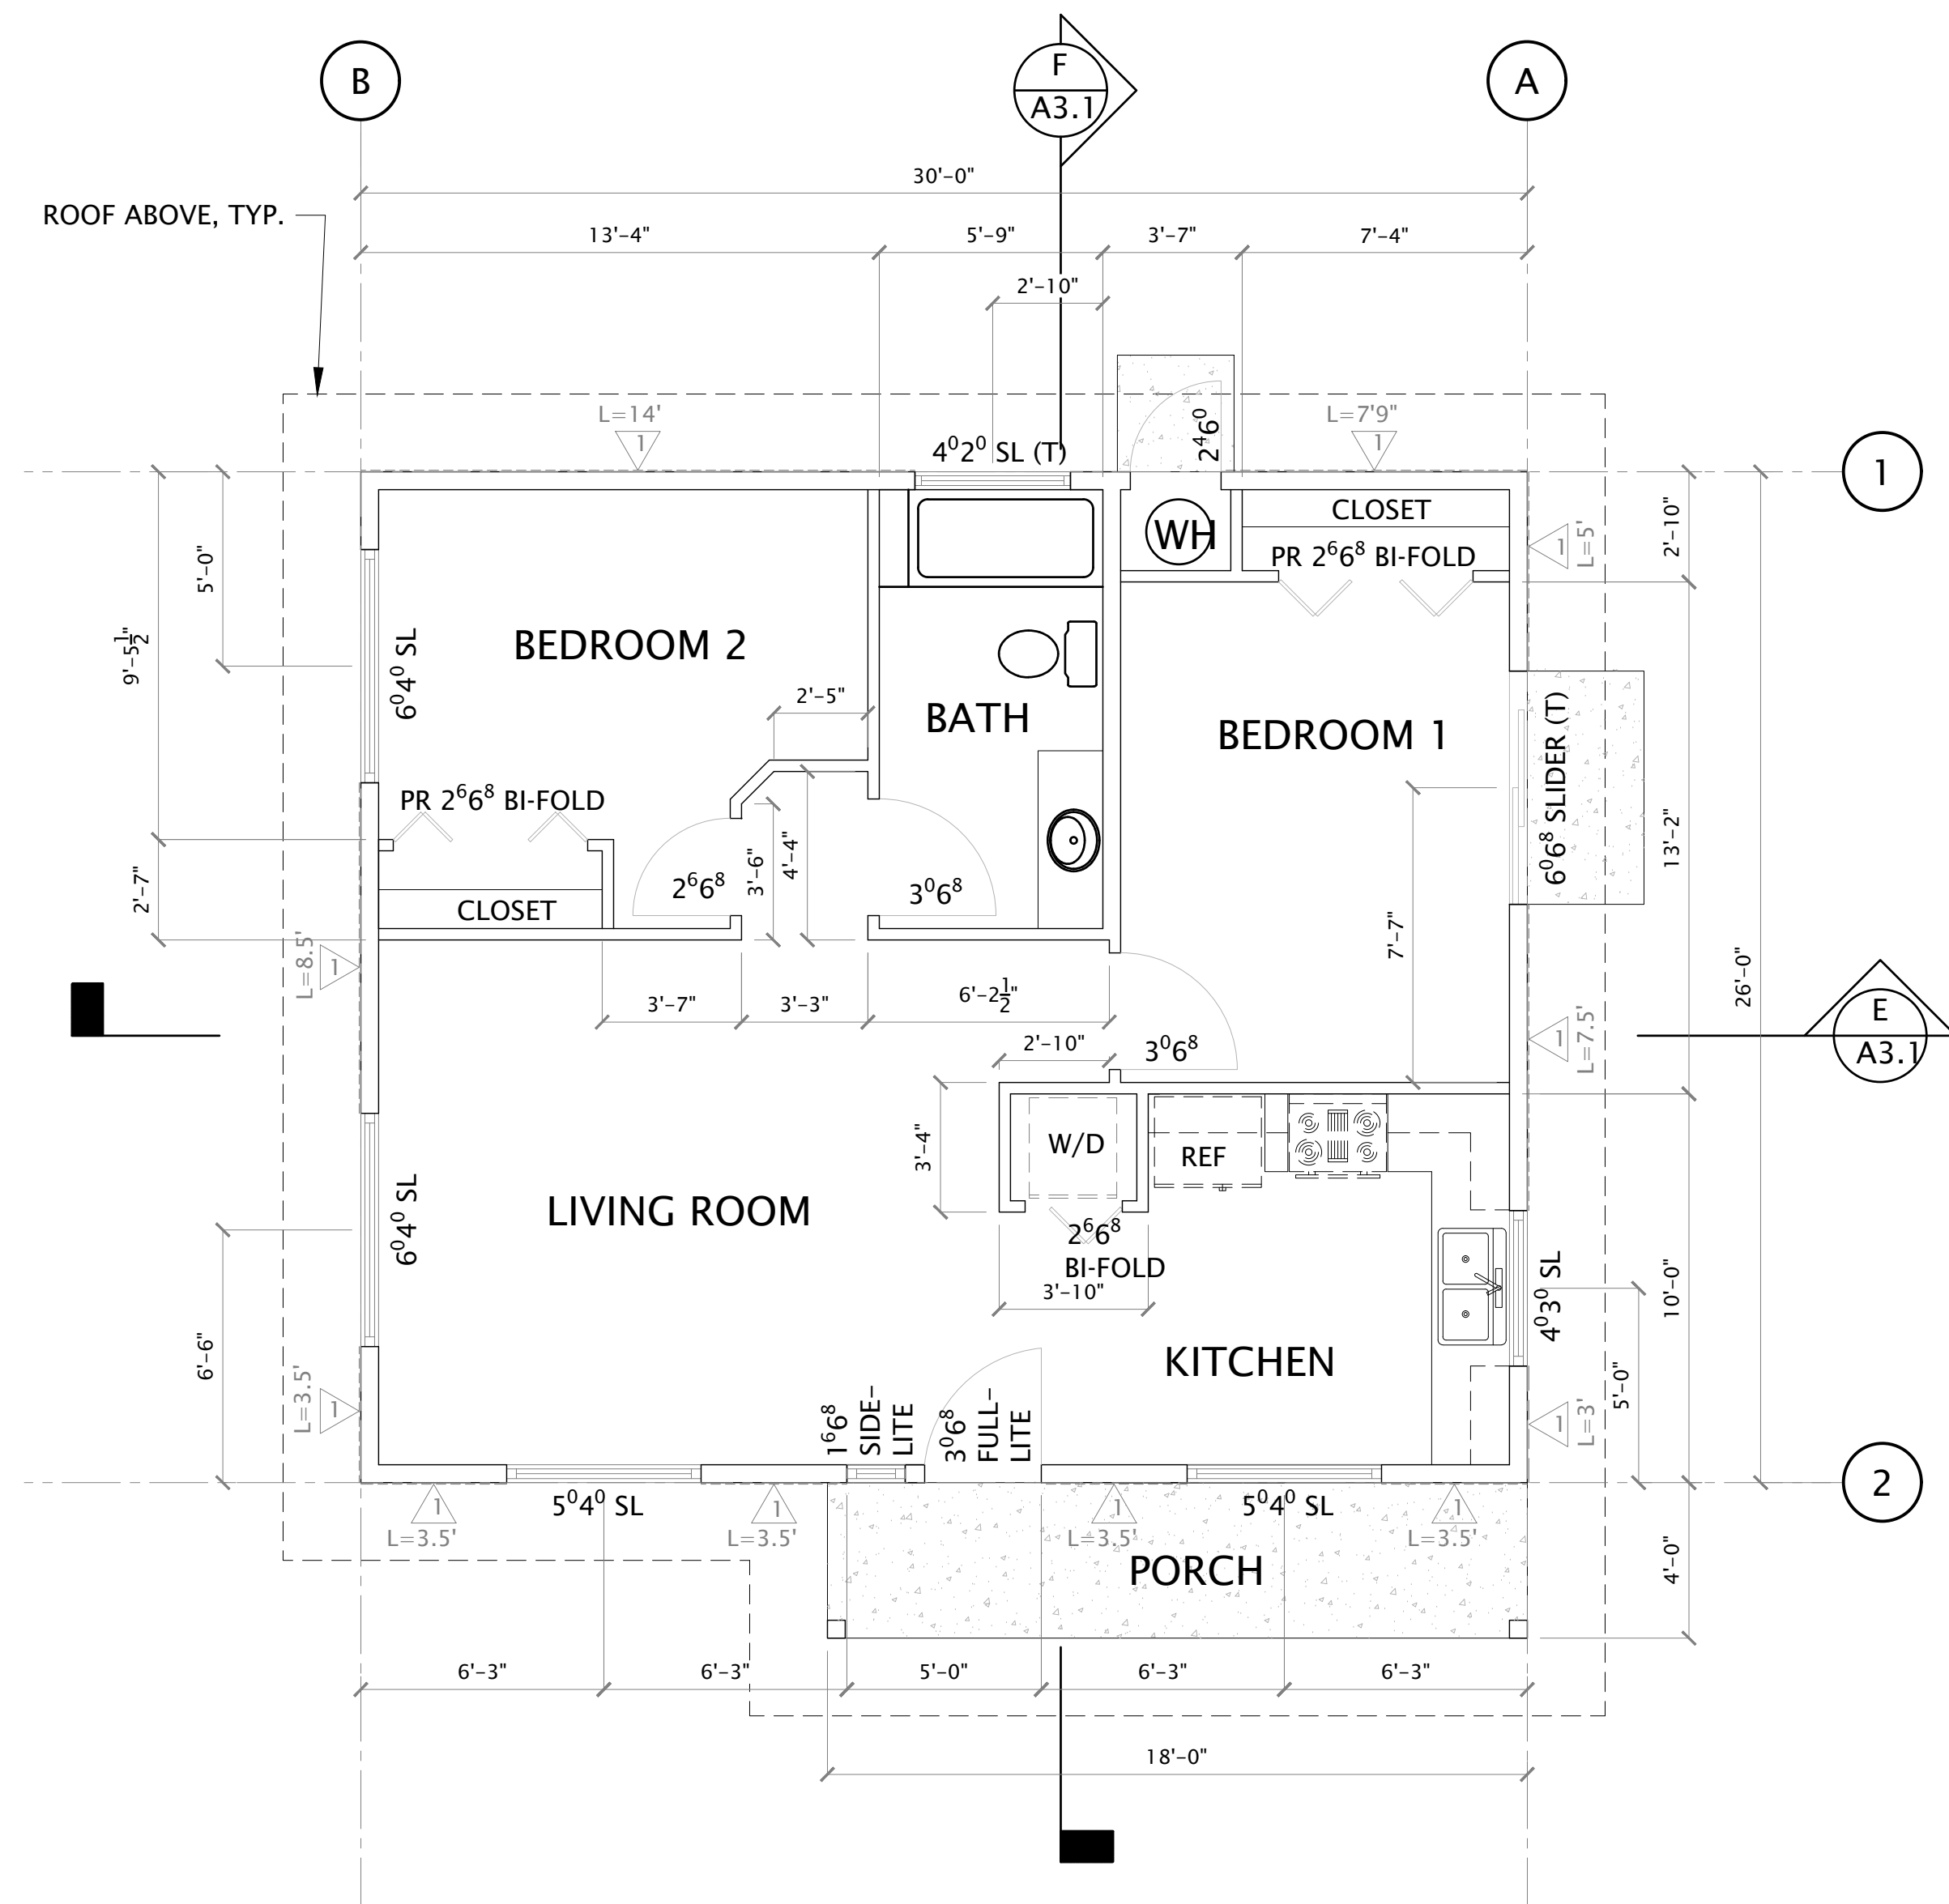 B
F
A3.1
A
30'-0"
ROOF ABOVE, TYP.
13'-4"
5'-9"
3'-7"
7'-4"
2'-10"
L=14'
1
L=7'9"
1
4⁰2⁰ SL (T)
2⁴6⁰
1
CLOSET
WH
PR 2⁶6⁸ BI-FOLD
1
L=5'
2'-10"
5'-0"
9'-5½"
6⁰4⁰ SL
BEDROOM 2
2'-5"
BATH
BEDROOM 1
6⁰6⁸ SLIDER (T)
PR 2⁶6⁸ BI-FOLD
13'-2"
2'-7"
2⁶6⁸
3'-6"
4'-4"
3⁰6⁸
CLOSET
7'-7"
L=8.5'
1
26'-0"
3'-7"
3'-3"
6'-2½"
E
A3.1
1
L=7.5'
2'-10"
3⁰6⁸
3'-4"
W/D
REF
LIVING ROOM
6⁰4⁰ SL
2⁶6⁸
BI-FOLD
3'-10"
4⁰3⁰ SL
10'-0"
6'-6"
KITCHEN
5'-0"
L=3.5'
1
1⁶6⁸
SIDE-
LITE
3⁰6⁸
FULL-
LITE
1
L=3'
2
5⁰4⁰ SL
5⁰4⁰ SL
1
L=3.5'
1
L=3.5'
1
L=3.5'
1
L=3.5'
PORCH
4'-0"
6'-3"
6'-3"
5'-0"
6'-3"
6'-3"
18'-0"